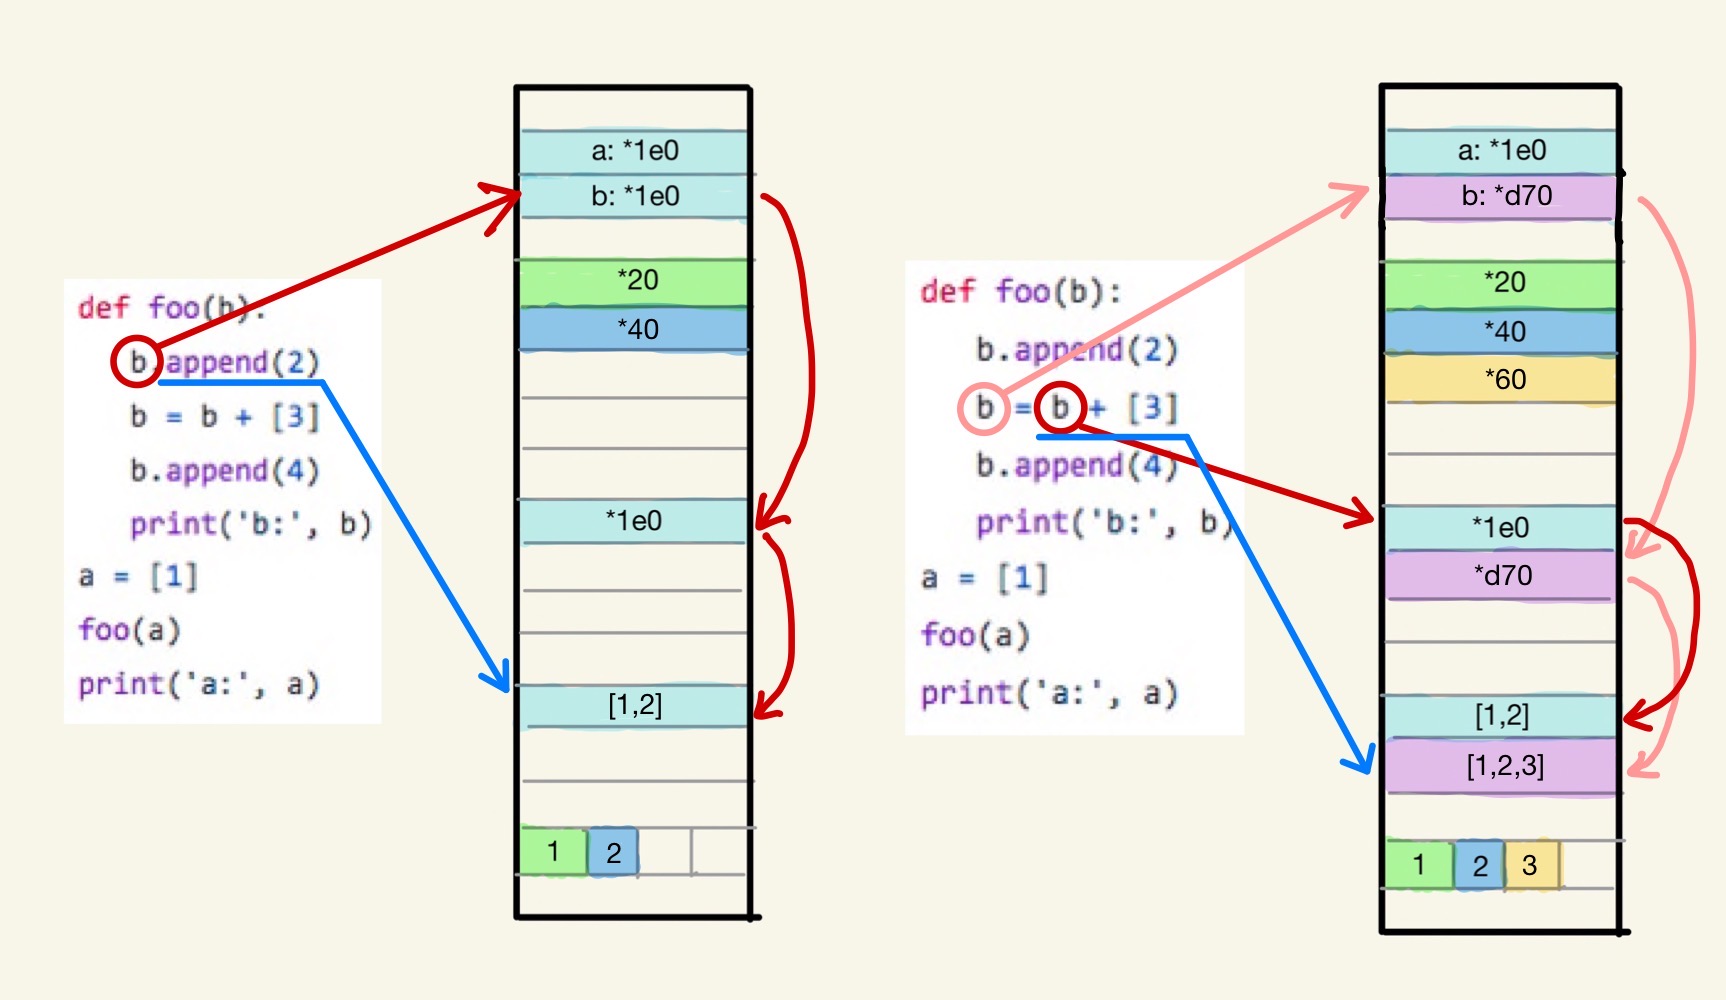 def foo(b):
b.append(2)
b = b + [3]
b.append(4)
print('b:', b)
a = [1]
foo(a)
print('a:', a)
a: *1e0
b: *1e0
*20
*40
*1e0
[1,2]
1 2
def foo(b):
b.append(2)
b = b + [3]
b.append(4)
print('b:', b)
a = [1]
foo(a)
print('a:', a)
a: *1e0
b: *d70
*20
*40
*60
*1e0
*d70
[1,2]
[1,2,3]
1 2 3